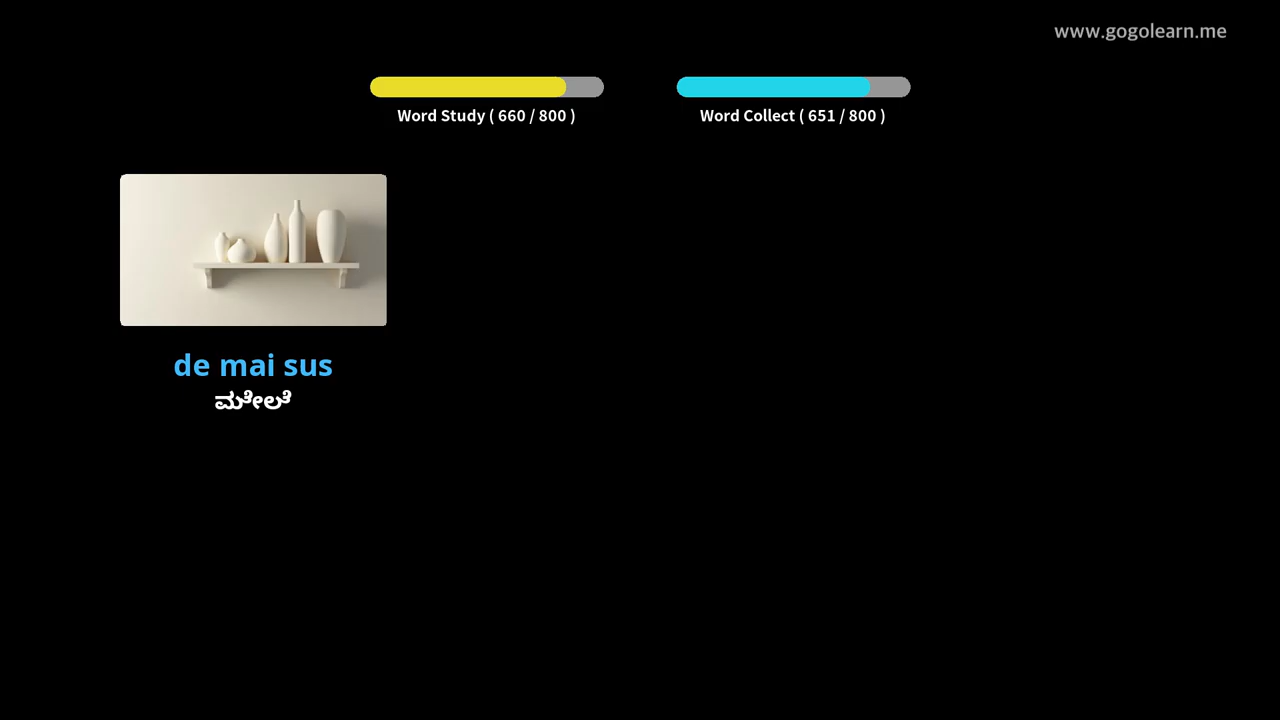 www.gogolearn.me
Word Study ( 660 / 800 )
Word Collect ( 651 / 800 )
de mai sus
ಮೇಲೆ